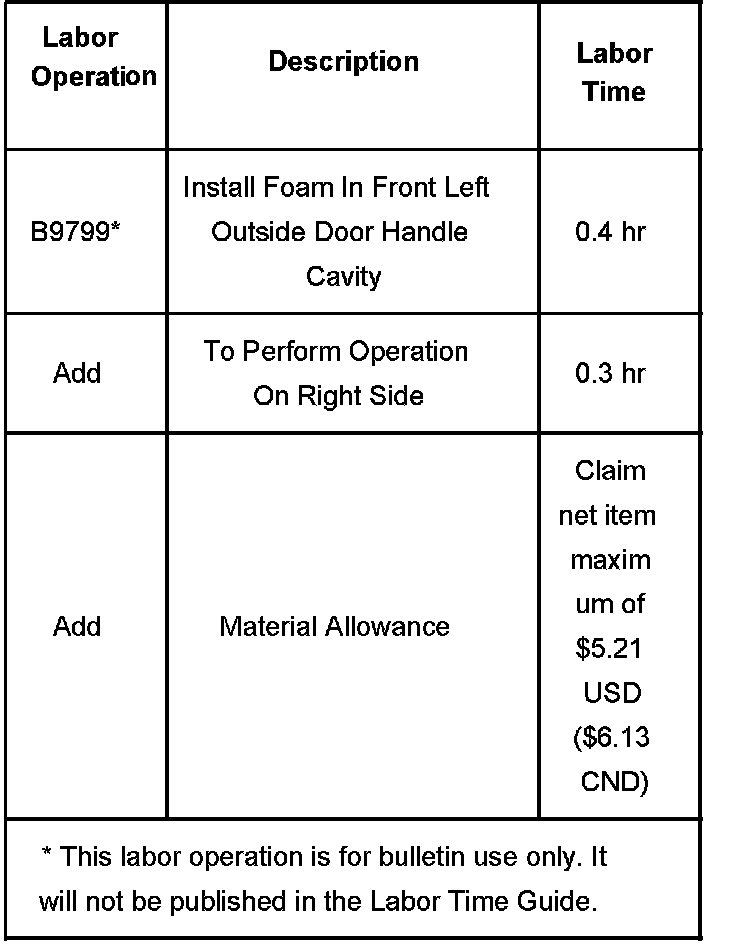 Labor
Operation
Description
Labor
Time
B9799*
Install Foam In Front Left
Outside Door Handle
Cavity
0.4 hr
Add
To Perform Operation
On Right Side
0.3 hr
Add
Material Allowance
Claim
net item
maxim
um of
$5.21
USD
($6.13
CND)
* This labor operation is for bulletin use only. It
will not be published in the Labor Time Guide.